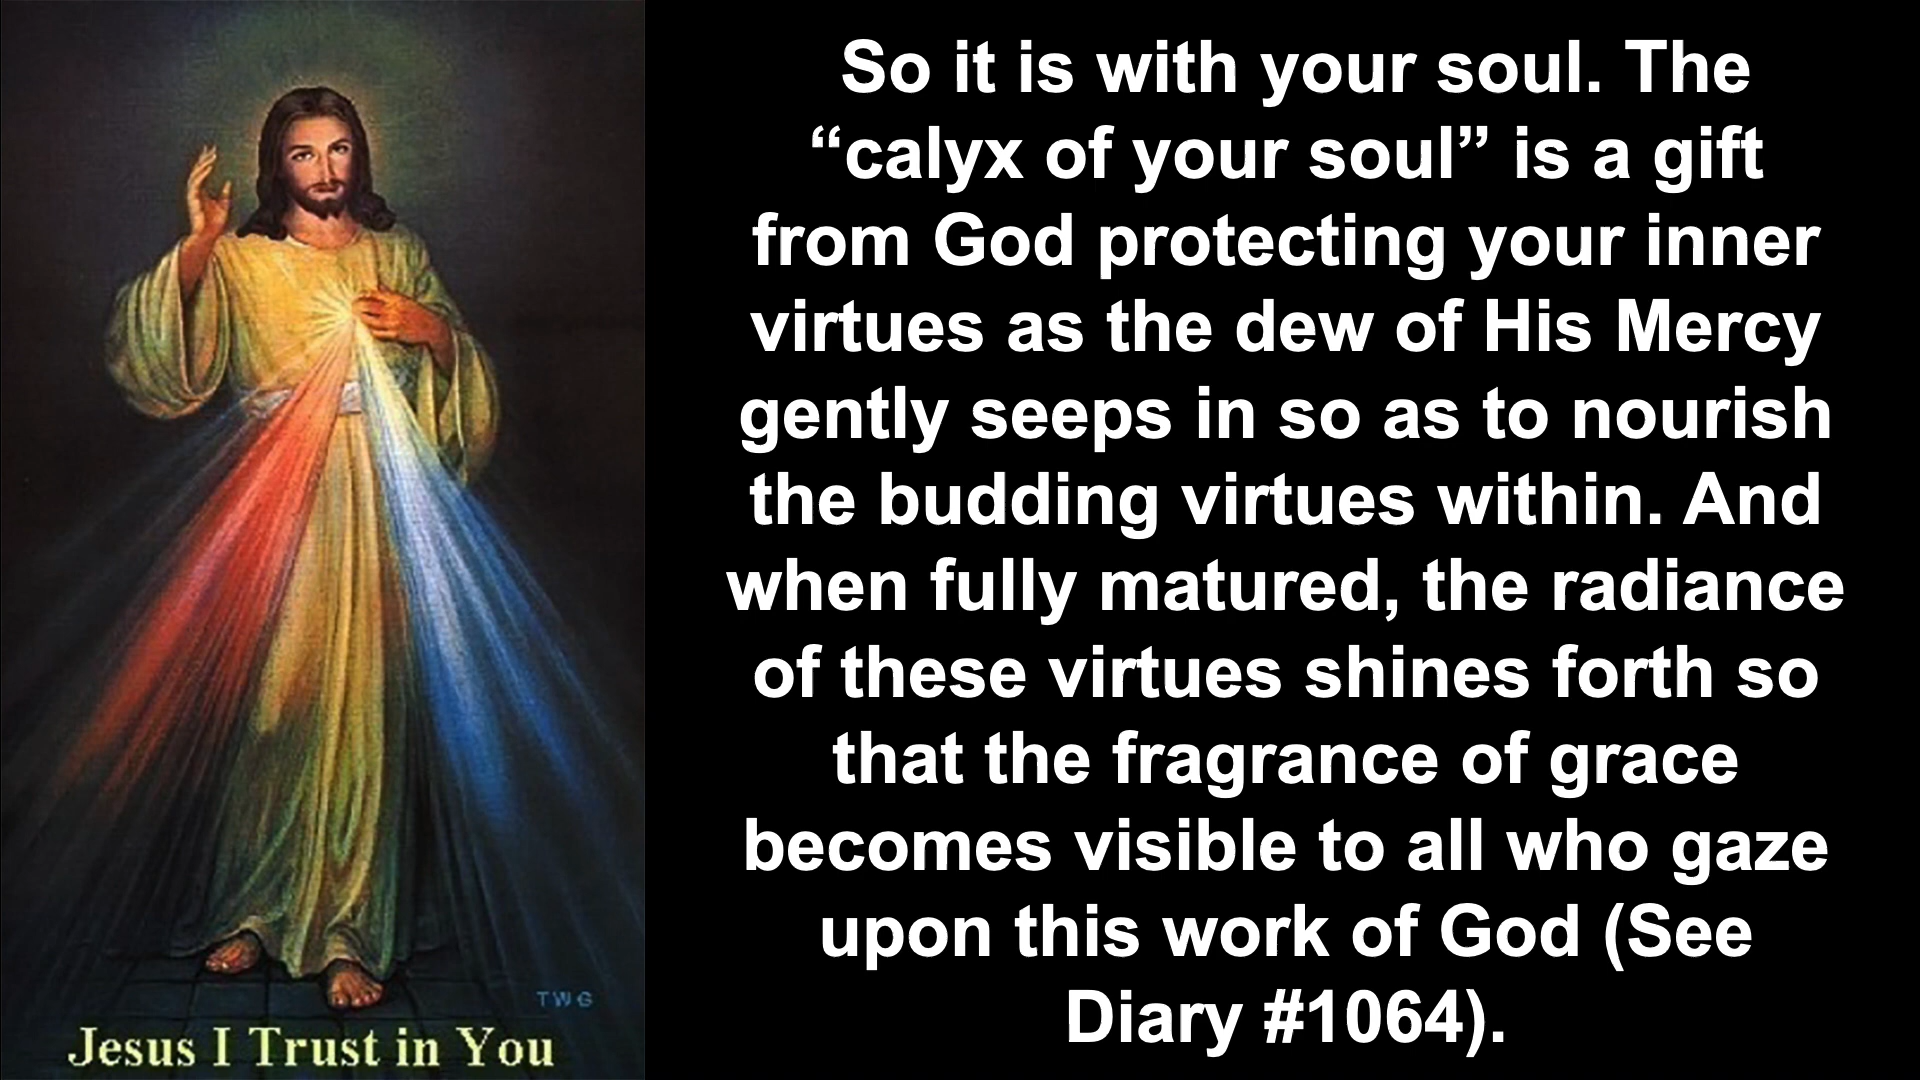 So it is with your soul. The
“calyx of your soul” is a gift
from God protecting your inner
virtues as the dew of His Mercy
gently seeps in so as to nourish
the budding virtues within. And
when fully matured, the radiance
of these virtues shines forth so
that the fragrance of grace
becomes visible to all who gaze
upon this work of God (See
Diary #1064).
TWG
Jesus I Trust in You